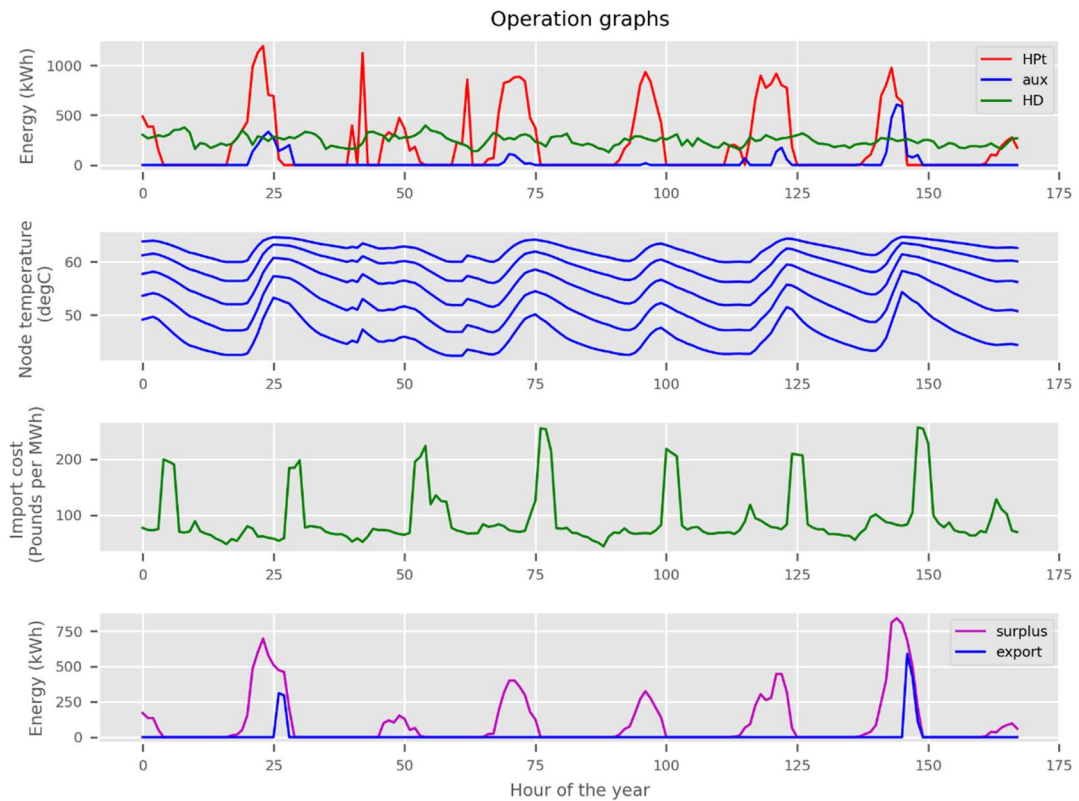 Operation graphs
Energy (kWh)
1000
500
0
HPt
aux
HD
0 25 50 75 100 125 150 175
Node temperature
(degC)
60
50
0 25 50 75 100 125 150 175
Import cost
(Pounds per MWh)
200
100
0 25 50 75 100 125 150 175
Energy (kWh)
750
500
250
0
surplus
export
0 25 50 75 100 125 150 175
Hour of the year